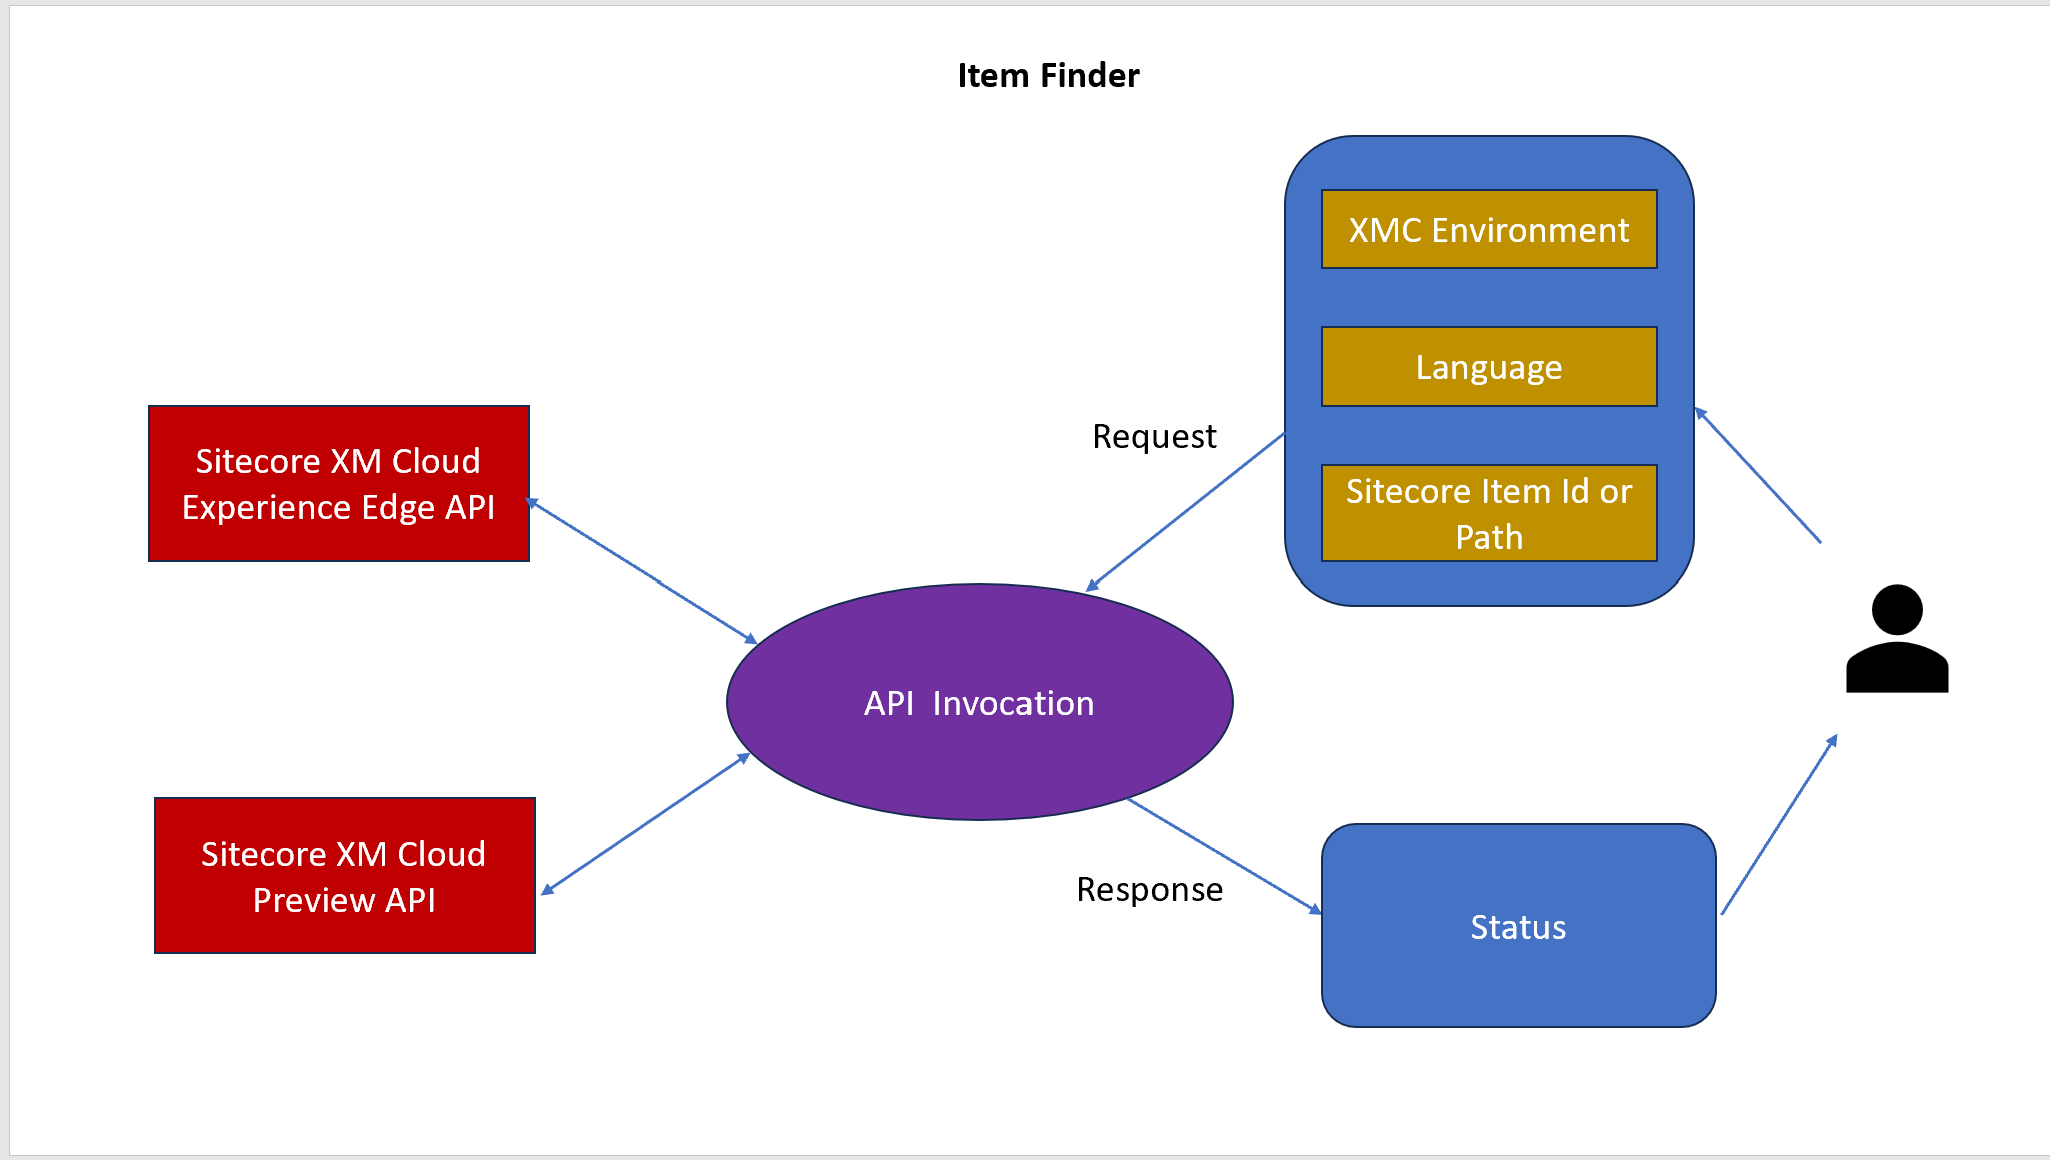 Item Finder
XMC Environment
Language
Sitecore Item Id or
Path
Request
Sitecore XM Cloud
Experience Edge API
API  Invocation
Sitecore XM Cloud
Preview API
Response
Status